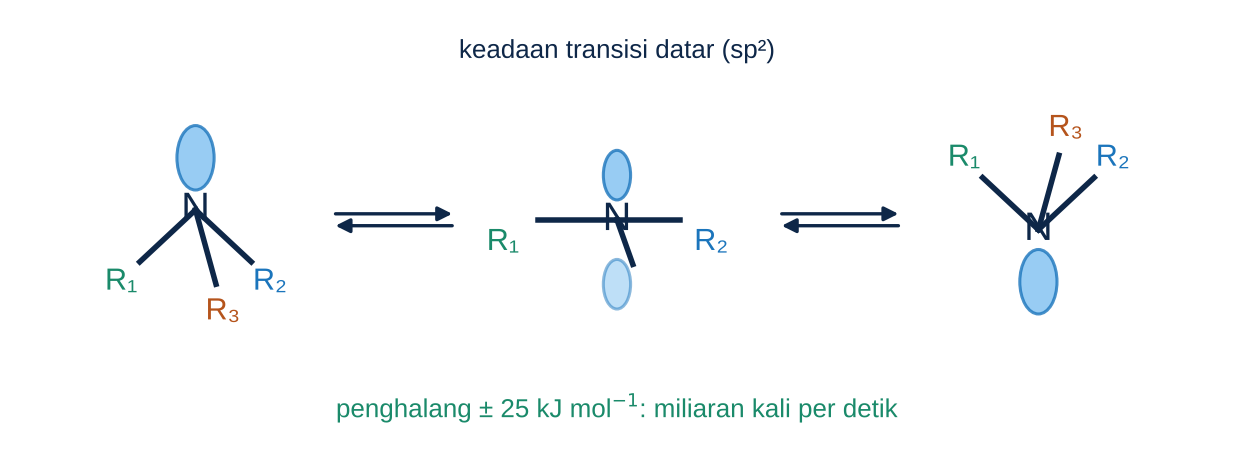 keadaan transisi datar (sp²)
N
R₁
R₂
R₃
N
R₁
R₂
R₃
R₁
R₂
N
penghalang ± 25 kJ mol⁻¹: miliaran kali per detik